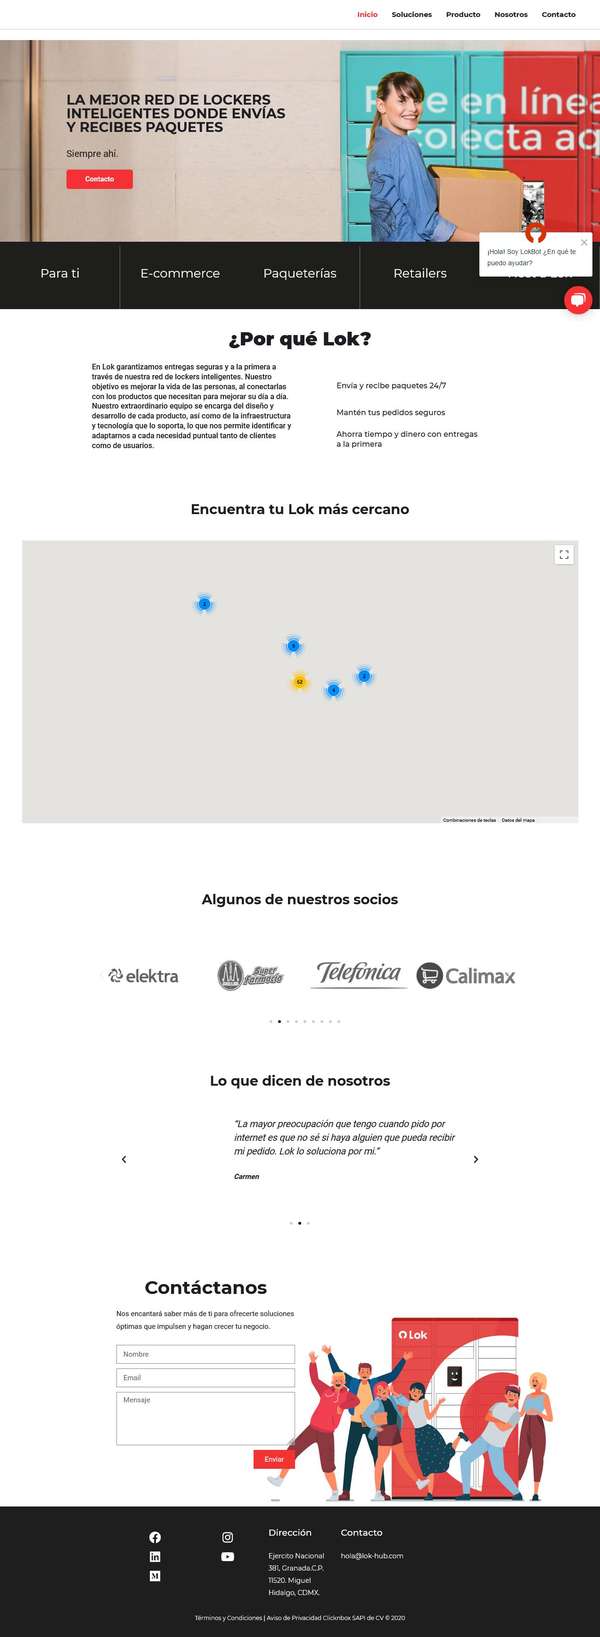 Inicio
Soluciones
Producto
Nosotros
Contacto
LA MEJOR RED DE LOCKERS
INTELIGENTES DONDE ENVÍAS
Y RECIBES PAQUETES
Siempre ahí.
Contacto
en línea
colecta aq
¡Hola! Soy LokBot ¿En qué te
puedo ayudar?
Para ti
E-commerce
Paqueterías
Retailers
¿Por qué Lok?
En Lok garantizamos entregas seguras y a la primera a
través de nuestra red de lockers inteligentes. Nuestro
objetivo es mejorar la vida de las personas, al conectarlas
con los productos que necesitan para mejorar su día a día.
Nuestro extraordinario equipo se encarga del diseño y
desarrollo de cada producto, así como de la infraestructura
y tecnología que lo soporta, lo que nos permite identificar y
adaptarnos a cada necesidad puntual tanto de clientes
como de usuarios.
Envía y recibe paquetes 24/7
Mantén tus pedidos seguros
Ahorra tiempo y dinero con entregas
a la primera
Encuentra tu Lok más cercano
52
Combinaciones de teclas
Datos del mapa
Algunos de nuestros socios
elektra
Super
Farmacia
Telefónica
Calimax
Lo que dicen de nosotros
"La mayor preocupación que tengo cuando pido por
internet es que no sé si haya alguien que pueda recibir
mi pedido. Lok lo soluciona por mi."
Carmen
Contáctanos
Nos encantará saber más de ti para ofrecerte soluciones
óptimas que impulsen y hagan crecer tu negocio.
Nombre
Email
Mensaje
Enviar
Lok
Dirección
Ejercito Nacional
381, Granada.C.P.
11520. Miguel
Hidalgo, CDMX.
Contacto
hola@lok-hub.com
Términos y Condiciones | Aviso de Privacidad Clicknbox SAPI de CV © 2020